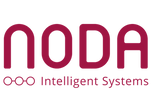 NODA
Intelligent Systems